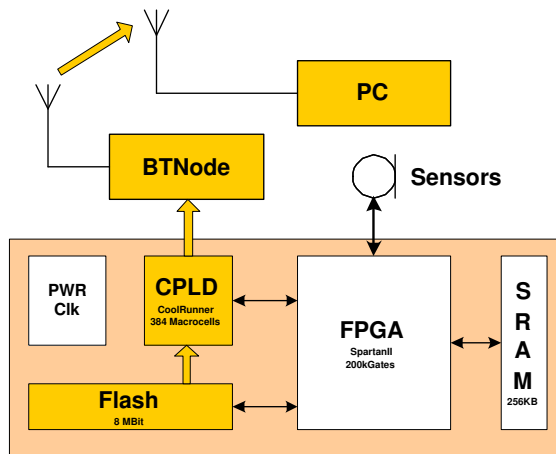 PC
BTNode
Sensors
PWR
Clk
CPLD
CoolRunner
384 Macrocells
FPGA
SpartanII
200kGates
S
R
A
M
256KB
Flash
8 MBit